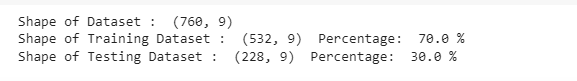 Shape of Dataset :  (760, 9)
Shape of Training Dataset :  (532, 9)  Percentage:  70.0 %
Shape of Testing Dataset :  (228, 9)  Percentage:  30.0 %